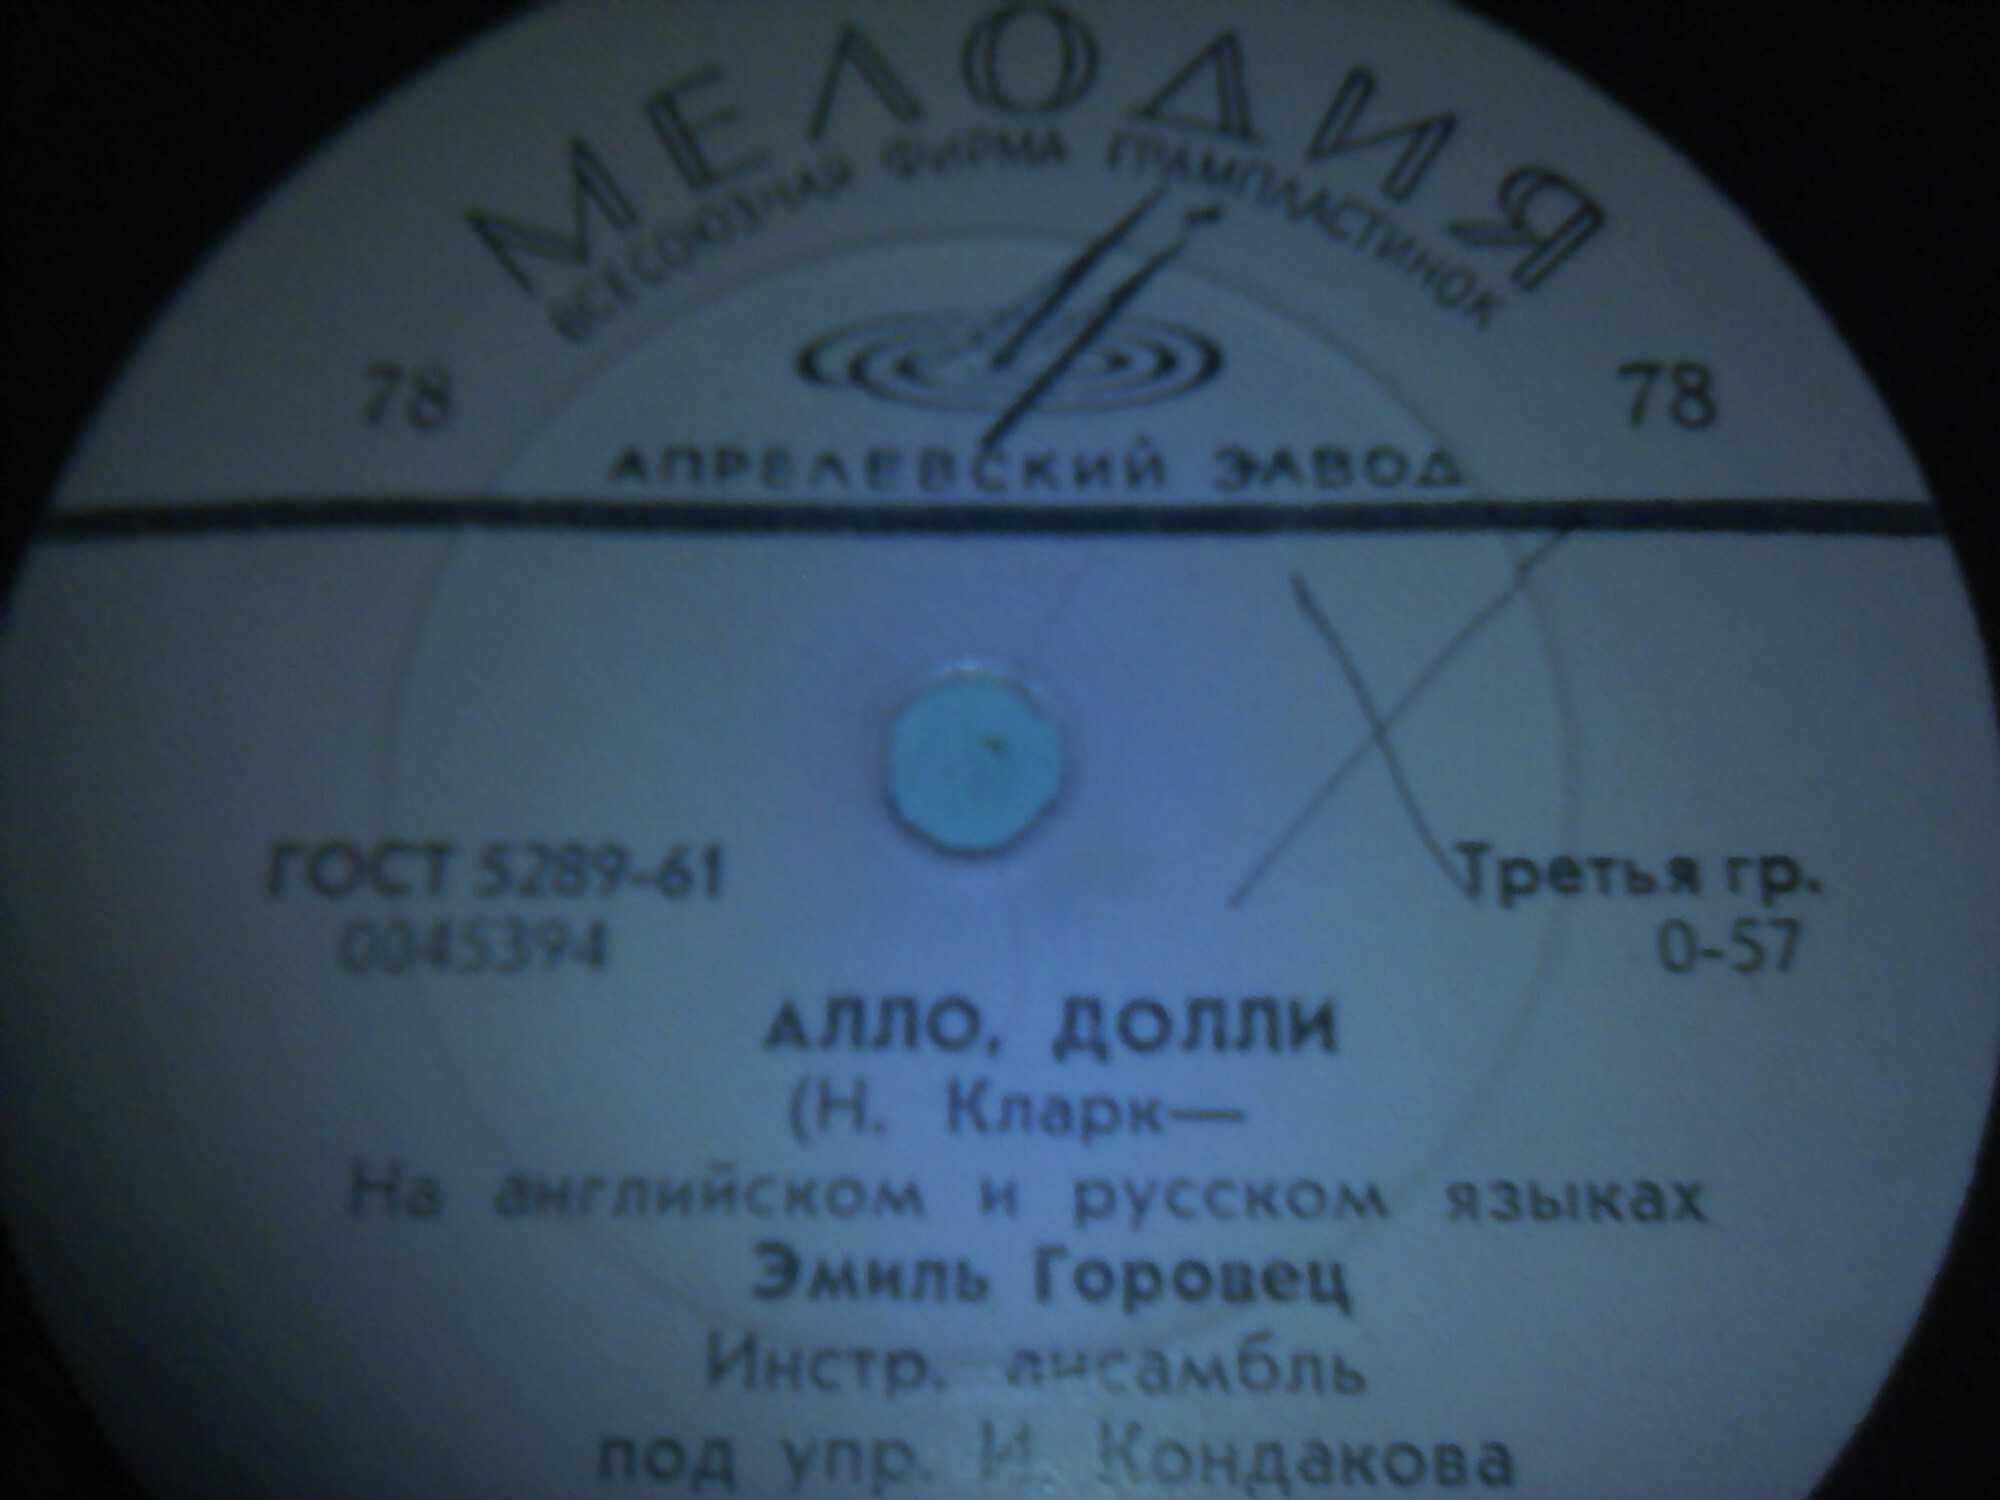 МЕЛОДИЯ
ВСЕСОЮЗНАЯ ФИРМА ГРАМПЛАСТИНОК
78 78
АПРЕЛЕВСКИЙ ЗАВОД
ГОСТ 5289-61 Третья гр.
0045394 0-57
АЛЛО, ДОЛЛИ
(Н. Кларк—
На английском и русском языках
Эмиль Горовец
Инстр. ансамбль
под упр. И. Кондакова